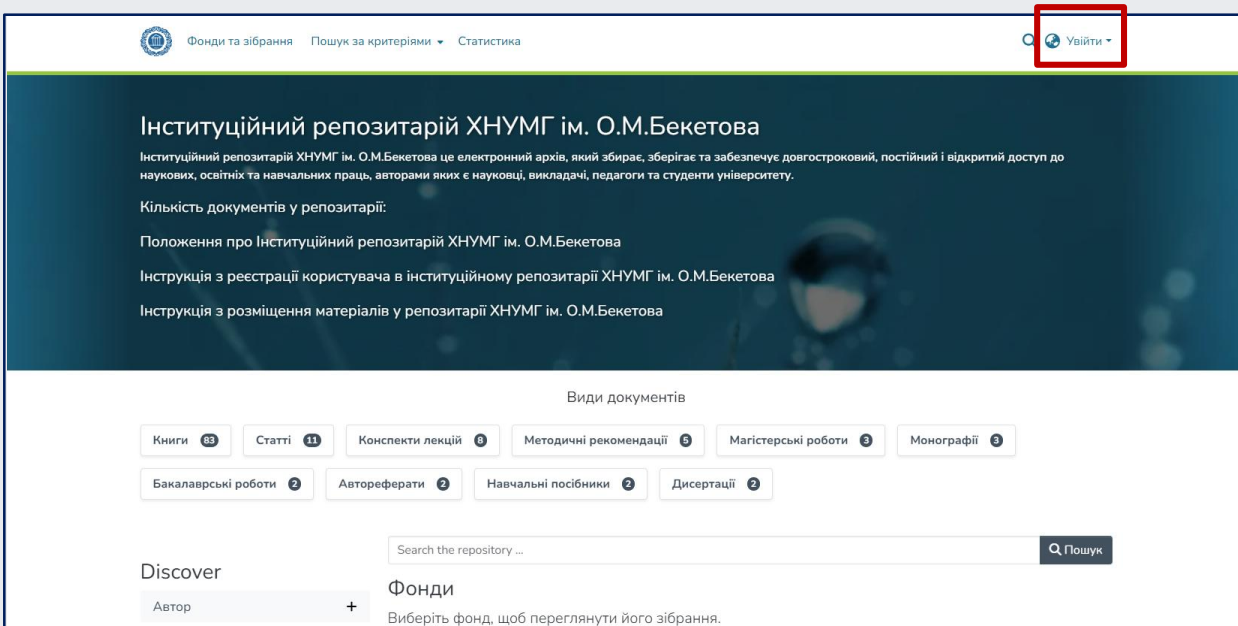 Фонди та зібрання Пошук за критеріями Статистика Увійти
Інституційний репозитарій ХНУМГ ім. О.М.Бекетова
Інституційний репозитарій ХНУМГ ім. О.М.Бекетова це електронний архів, який збирає, зберігає та забезпечує довгостроковий, постійний і відкритий доступ до
наукових, освітніх та навчальних праць, авторами яких є науковці, викладачі, педагоги та студенти університету.
Кількість документів у репозитарії:
Положення про Інституційний репозитарій ХНУМГ ім. О.М.Бекетова
Інструкція з реєстрації користувача в інституційному репозитарії ХНУМГ ім. О.М.Бекетова
Інструкція з розміщення матеріалів у репозитарії ХНУМГ ім. О.М.Бекетова
Види документів
Книги 83 Статті 11 Конспекти лекцій 8 Методичні рекомендації 5 Магістерські роботи 3 Монографії 3
Бакалаврські роботи 2 Автореферати 2 Навчальні посібники 2 Дисертації 2
Search the repository ... Пошук
Discover
Фонди
Автор +
Виберіть фонд, щоб переглянути його зібрання.